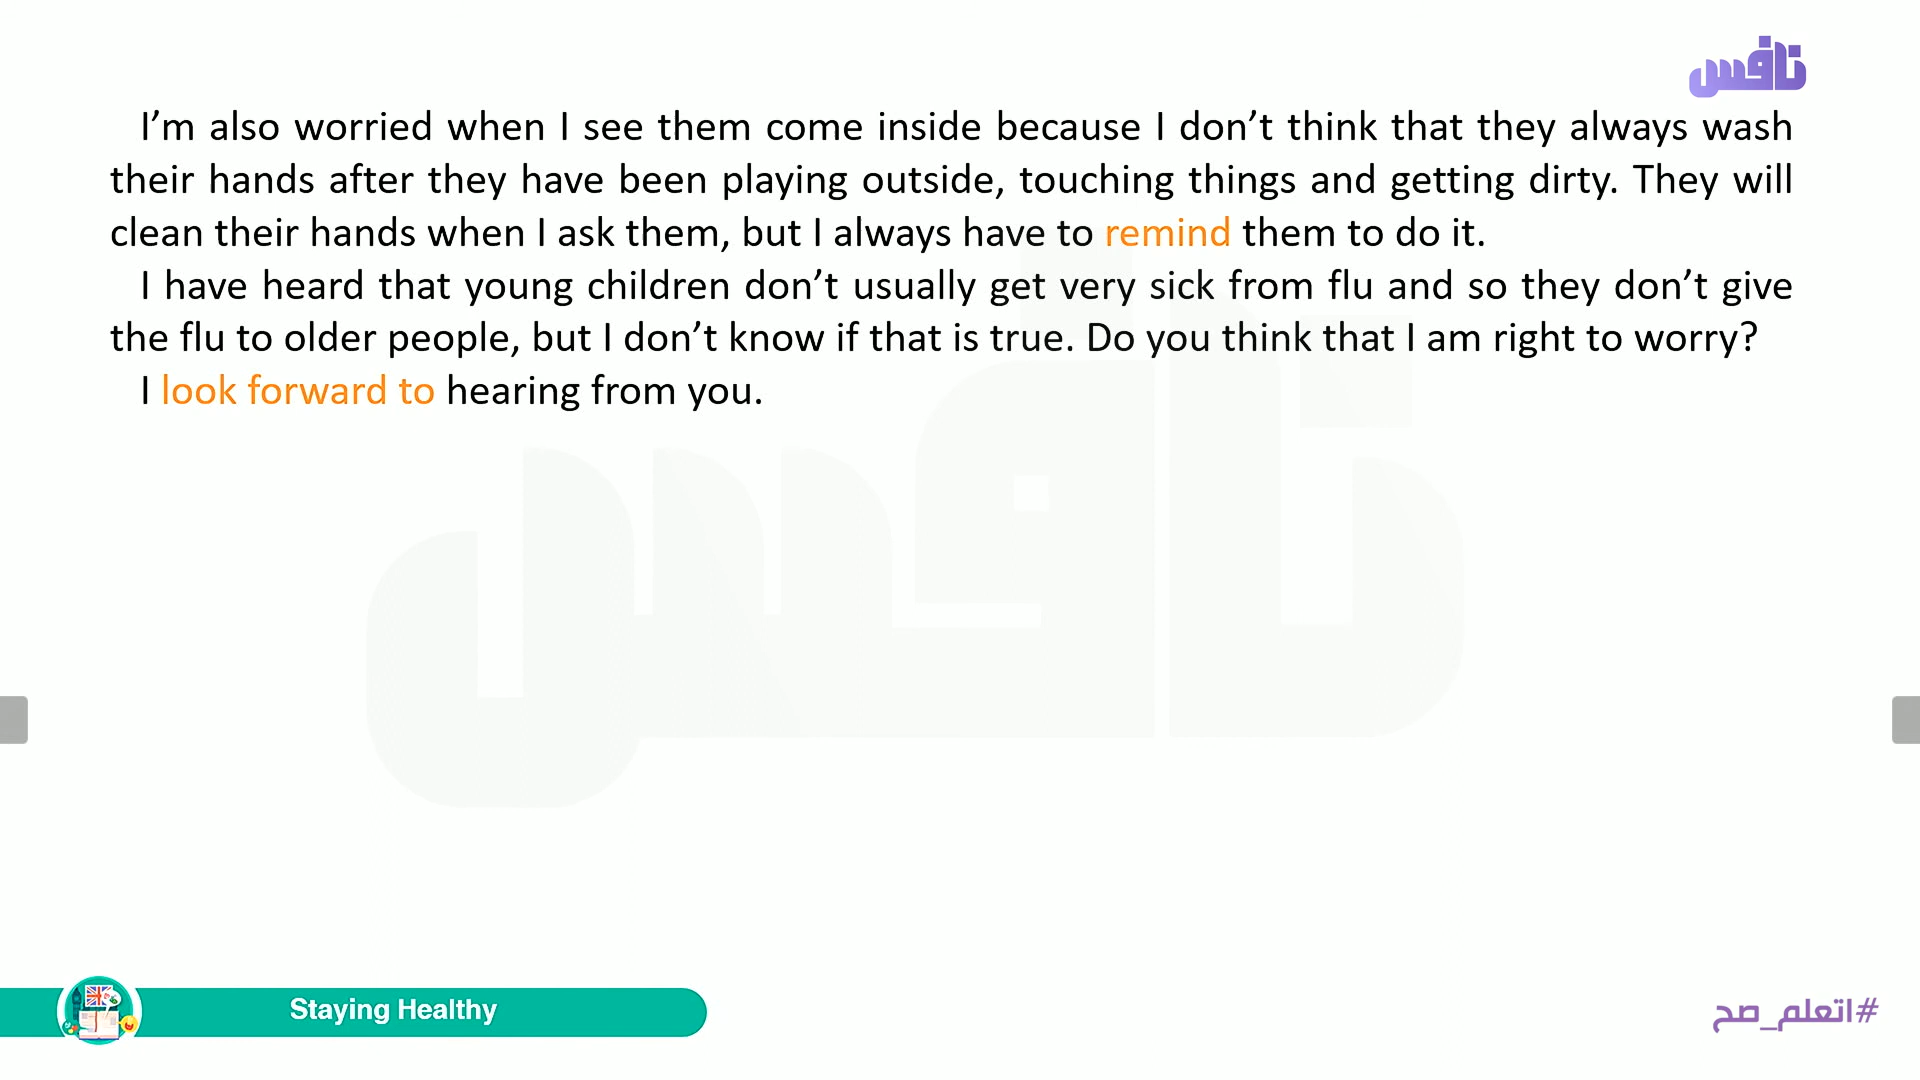 نافس
I’m also worried when I see them come inside because I don’t think that they always wash
their hands after they have been playing outside, touching things and getting dirty. They will
clean their hands when I ask them, but I always have to remind them to do it.
I have heard that young children don’t usually get very sick from flu and so they don’t give
the flu to older people, but I don’t know if that is true. Do you think that I am right to worry?
I look forward to hearing from you.
نافس
Staying Healthy
#اتعلم_صح